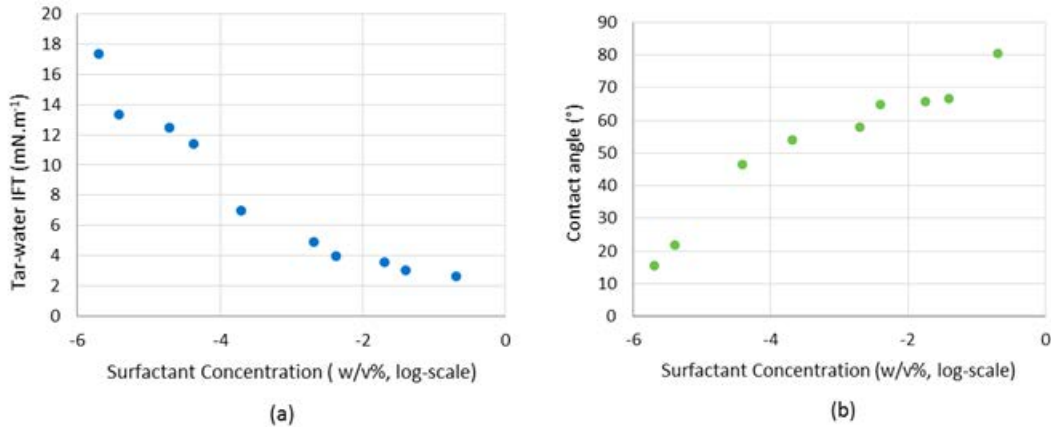 Tar-water IFT (mN.m⁻¹)
20
18
16
14
12
10
8
6
4
2
0
-6 -4 -2 0
Surfactant Concentration ( w/v%, log-scale)
(a)
Contact angle (°)
90
80
70
60
50
40
30
20
10
0
-6 -4 -2 0
Surfactant Concentration (w/v%, log-scale)
(b)